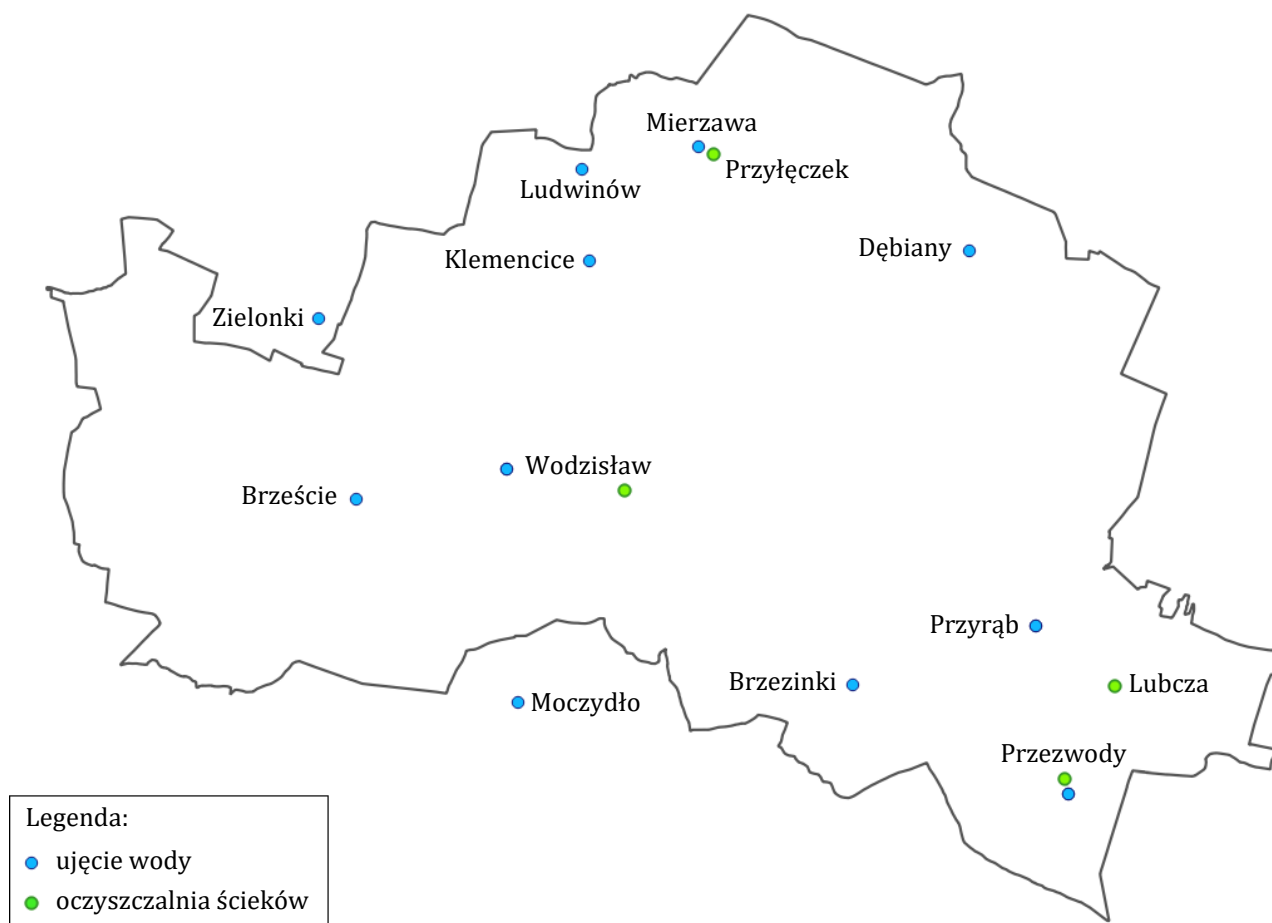 Mierzawa
Przyłęczek
Ludwinów
Klemencice
Dębiany
Zielonki
Wodzisław
Brzeście
Przyrąb
Brzezinki
Lubcza
Moczydło
Przezwody
Legenda:
ujęcie wody
oczyszczalnia ścieków